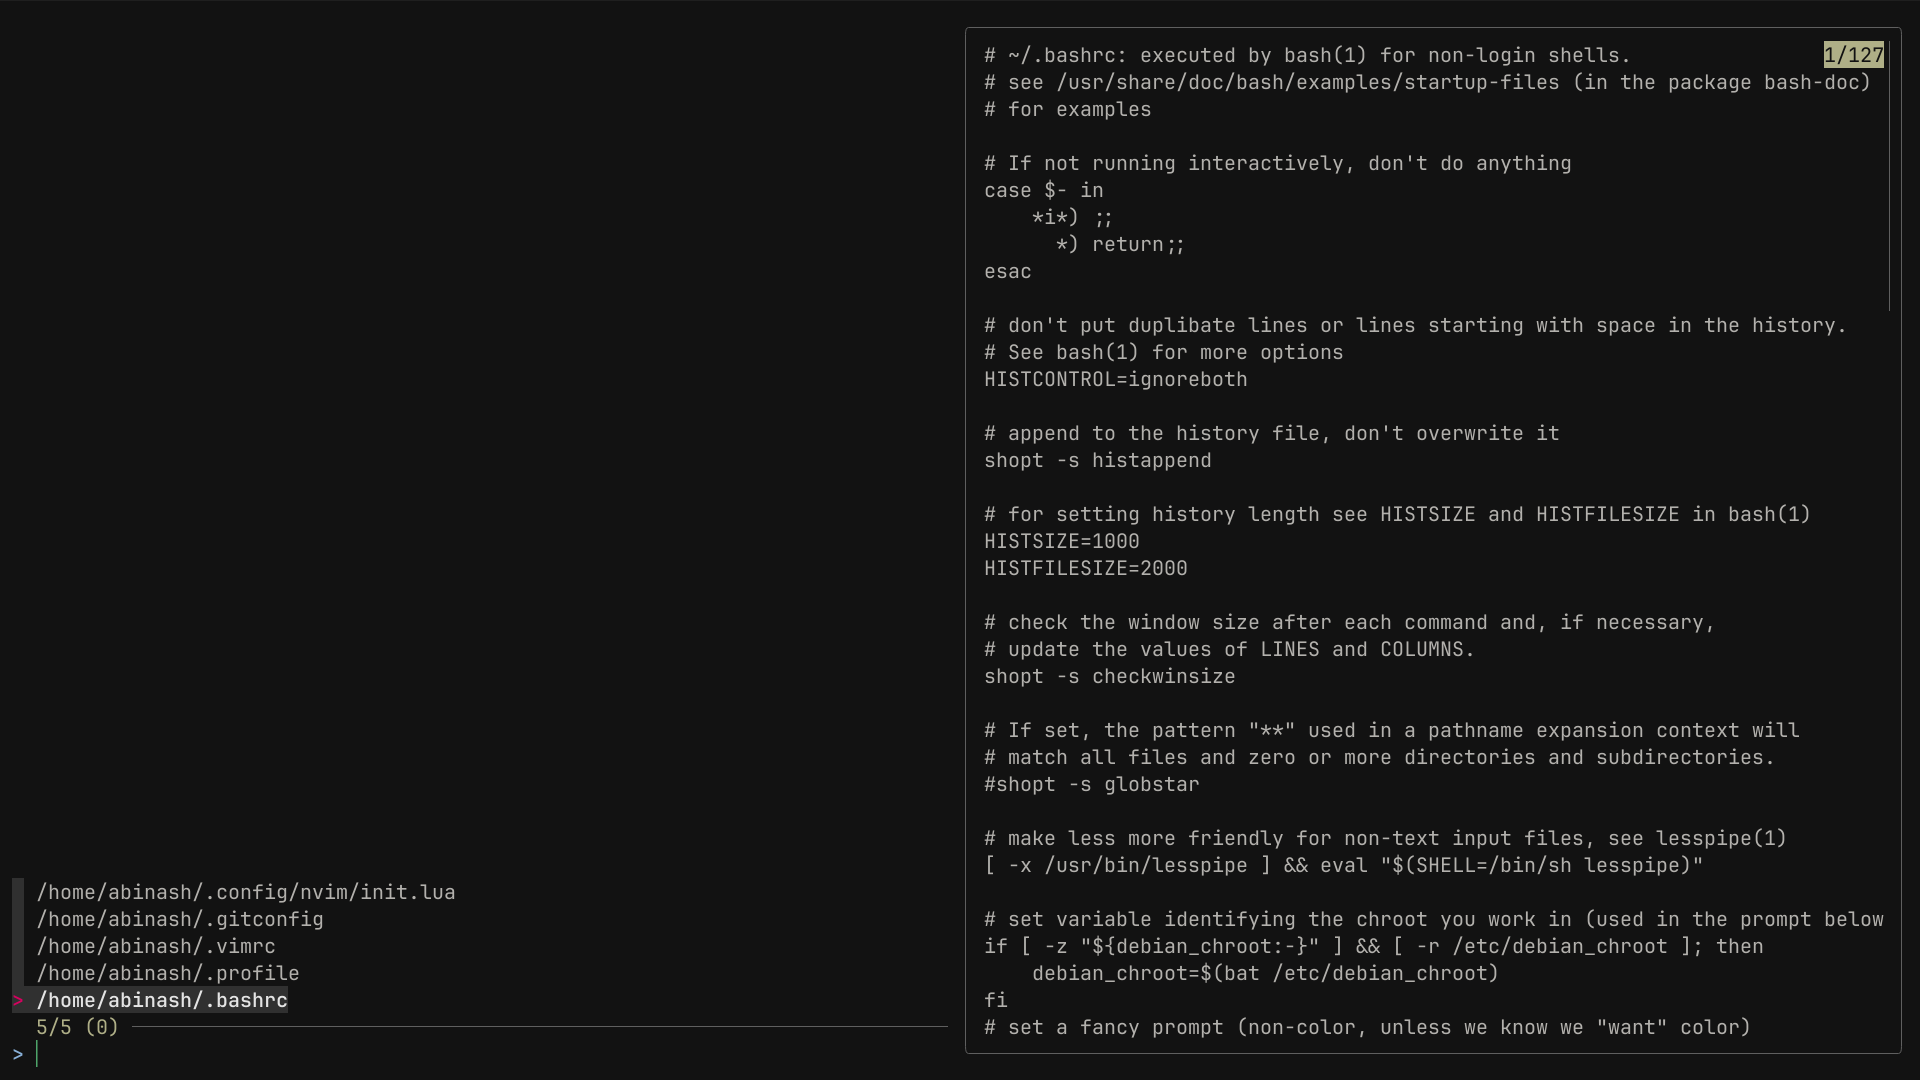 /home/abinash/.config/nvim/init.lua
/home/abinash/.gitconfig
/home/abinash/.vimrc
/home/abinash/.profile
> /home/abinash/.bashrc
5/5 (0)
>
1/127
# ~/.bashrc: executed by bash(1) for non-login shells.
# see /usr/share/doc/bash/examples/startup-files (in the package bash-doc)
# for examples

# If not running interactively, don't do anything
case $- in
    *i*) ;;
      *) return;;
esac

# don't put duplibate lines or lines starting with space in the history.
# See bash(1) for more options
HISTCONTROL=ignoreboth

# append to the history file, don't overwrite it
shopt -s histappend

# for setting history length see HISTSIZE and HISTFILESIZE in bash(1)
HISTSIZE=1000
HISTFILESIZE=2000

# check the window size after each command and, if necessary,
# update the values of LINES and COLUMNS.
shopt -s checkwinsize

# If set, the pattern "**" used in a pathname expansion context will
# match all files and zero or more directories and subdirectories.
#shopt -s globstar

# make less more friendly for non-text input files, see lesspipe(1)
[ -x /usr/bin/lesspipe ] && eval "$(SHELL=/bin/sh lesspipe)"

# set variable identifying the chroot you work in (used in the prompt below
if [ -z "${debian_chroot:-}" ] && [ -r /etc/debian_chroot ]; then
    debian_chroot=$(bat /etc/debian_chroot)
fi
# set a fancy prompt (non-color, unless we know we "want" color)